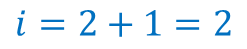 i = 2 + 1 = 2